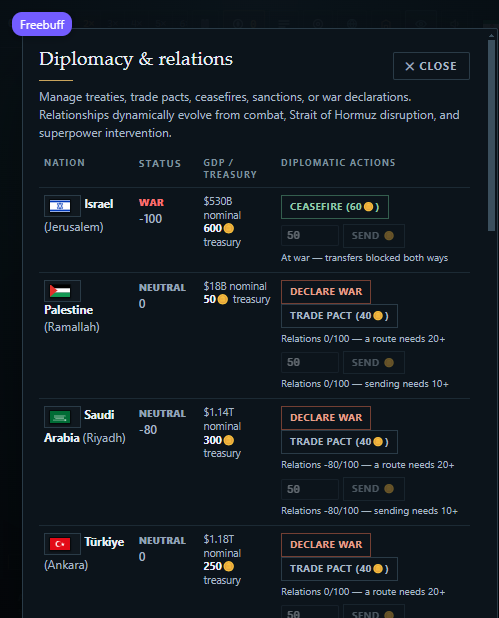 Freebuff
Diplomacy & relations
✕ CLOSE
Manage treaties, trade pacts, ceasefires, sanctions, or war declarations.
Relationships dynamically evolve from combat, Strait of Hormuz disruption, and
superpower intervention.
NATION STATUS GDP / TREASURY DIPLOMATIC ACTIONS
Israel
(Jerusalem)
WAR
-100
$530B
nominal
600
treasury
CEASEFIRE (60)
50 SEND
At war — transfers blocked both ways
Palestine
(Ramallah)
NEUTRAL
0
$18B nominal
50 treasury
DECLARE WAR
TRADE PACT (40)
Relations 0/100 — a route needs 20+
50 SEND
Relations 0/100 — sending needs 10+
Saudi
Arabia (Riyadh)
NEUTRAL
-80
$1.14T
nominal
300
treasury
DECLARE WAR
TRADE PACT (40)
Relations -80/100 — a route needs 20+
50 SEND
Relations -80/100 — sending needs 10+
Türkiye
(Ankara)
NEUTRAL
0
$1.18T
nominal
250
treasury
DECLARE WAR
TRADE PACT (40)
Relations 0/100 — a route needs 20+
50 SEND